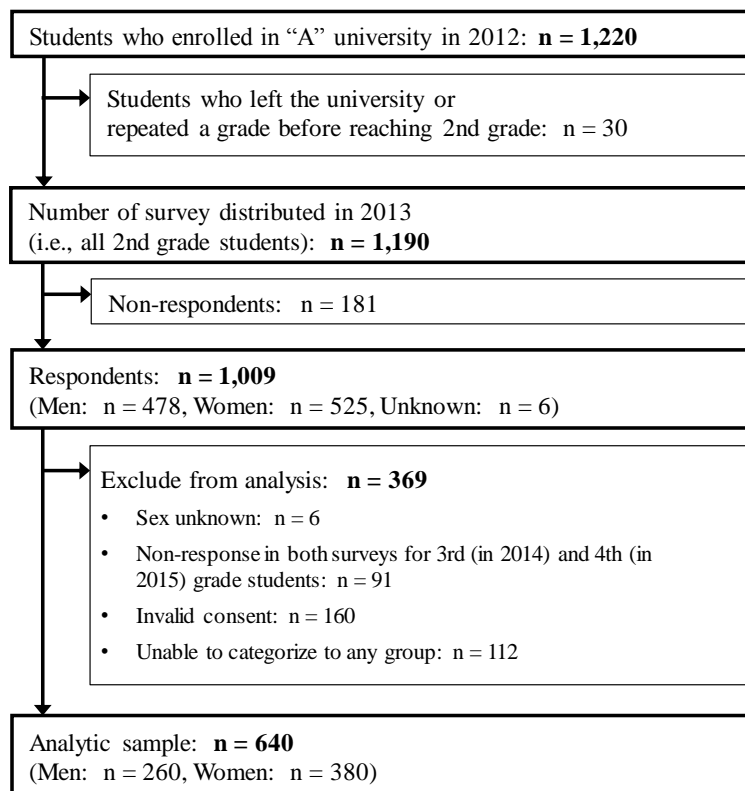 Students who enrolled in “A” university in 2012: n = 1,220
Students who left the university or
repeated a grade before reaching 2nd grade: n = 30
Number of survey distributed in 2013
(i.e., all 2nd grade students): n = 1,190
Non-respondents: n = 181
Respondents: n = 1,009
(Men: n = 478, Women: n = 525, Unknown: n = 6)
Exclude from analysis: n = 369
• Sex unknown: n = 6
• Non-response in both surveys for 3rd (in 2014) and 4th (in
2015) grade students: n = 91
• Invalid consent: n = 160
• Unable to categorize to any group: n = 112
Analytic sample: n = 640
(Men: n = 260, Women: n = 380)